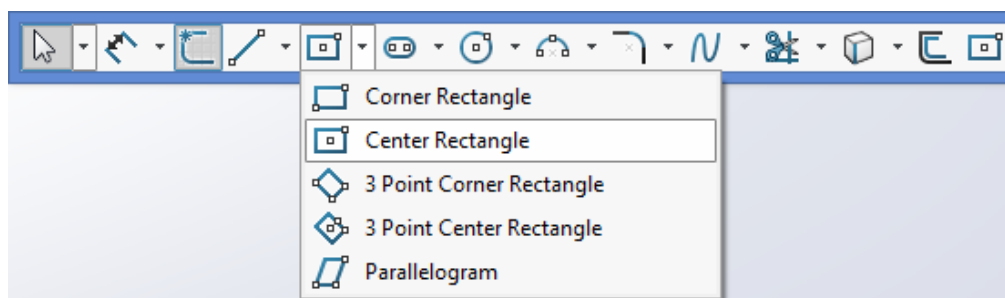 Corner Rectangle
Center Rectangle
3 Point Corner Rectangle
3 Point Center Rectangle
Parallelogram